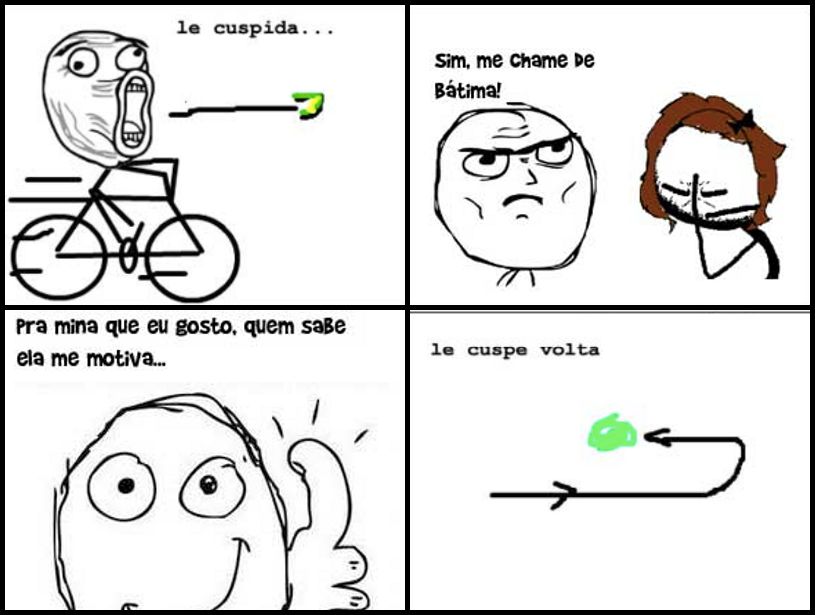 le cuspida...
Sim, me chame de
Bátima!
Pra mina que eu gosto, quem sabe
ela me motiva...
le cuspe volta